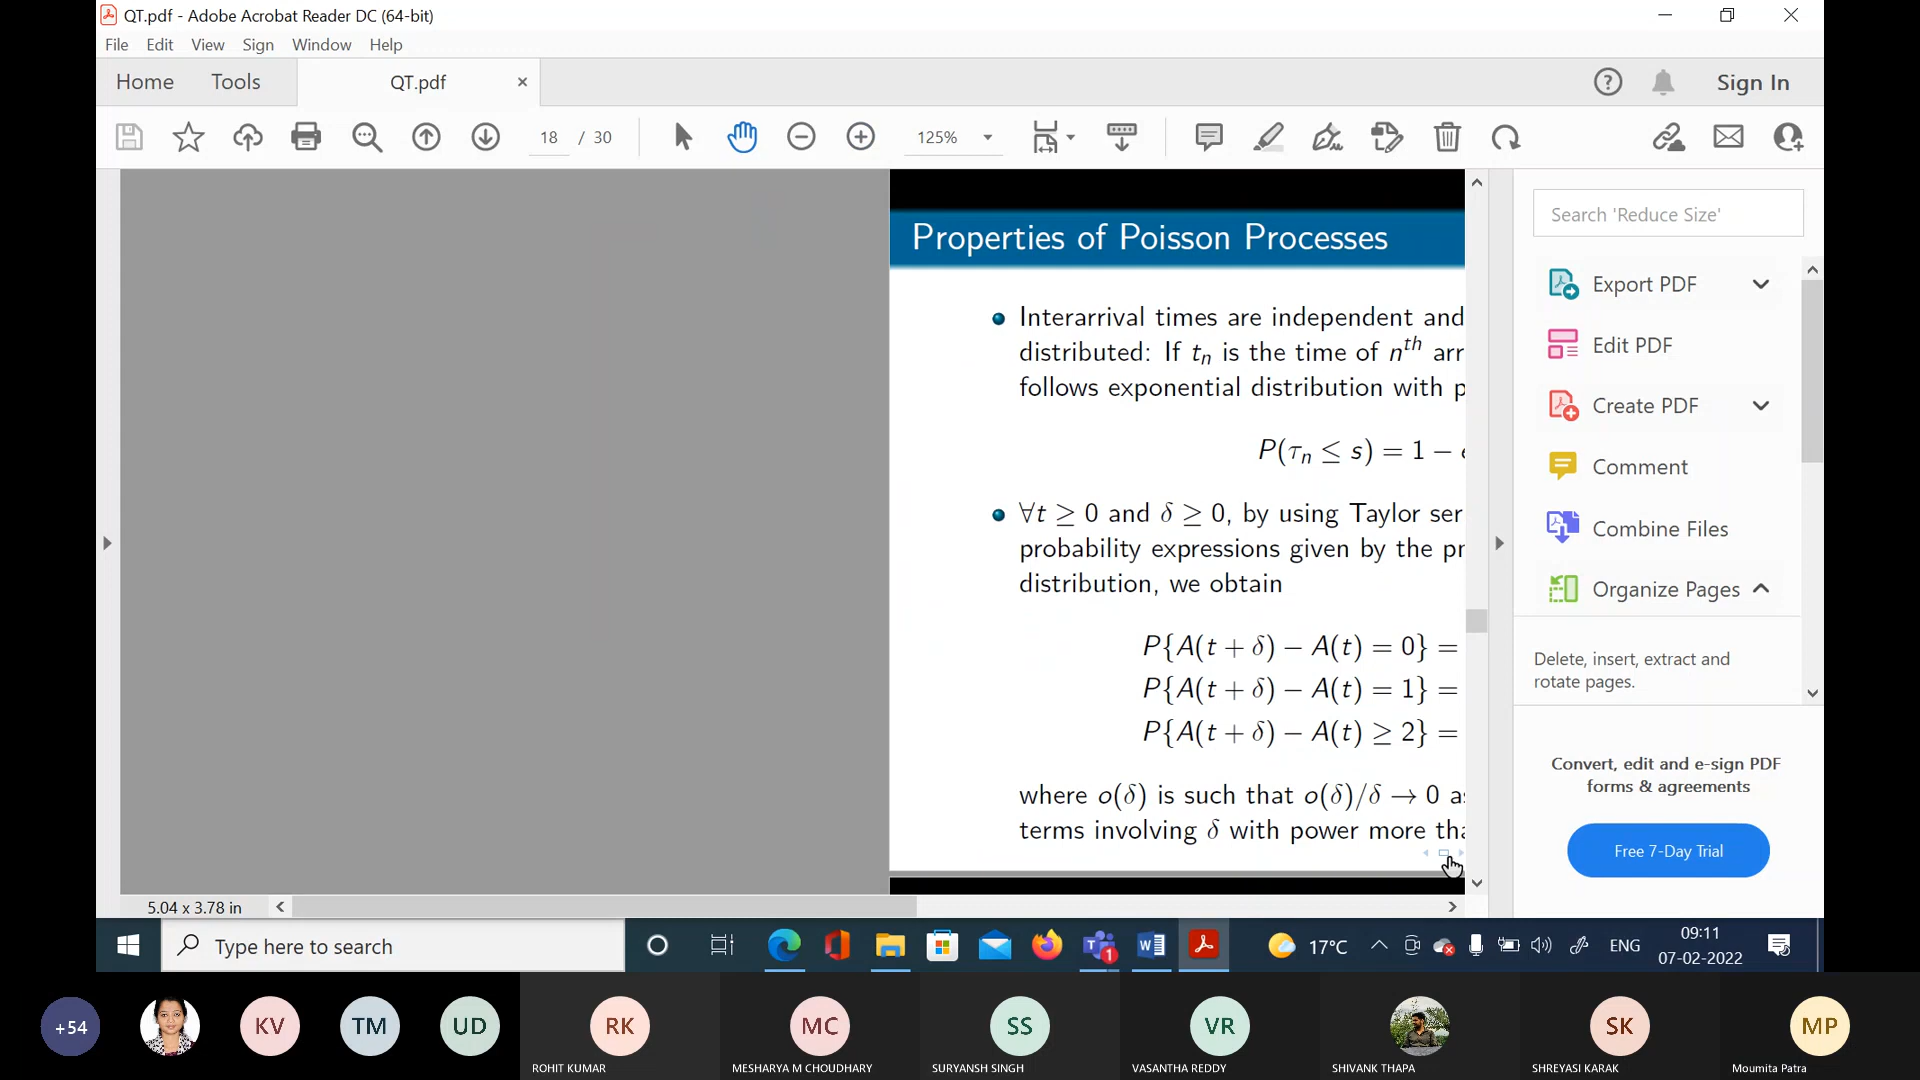 QT.pdf - Adobe Acrobat Reader DC (64-bit)
File Edit View Sign Window Help
Home Tools QT.pdf × Sign In
18 / 30 125%
Search 'Reduce Size'
Properties of Poisson Processes
Export PDF
Interarrival times are independent and
distributed: If tₙ is the time of nᵗʰ arr
Edit PDF
follows exponential distribution with p
Create PDF
P(τₙ ≤ s) = 1 − e
Comment
∀t ≥ 0 and δ ≥ 0, by using Taylor ser
Combine Files
probability expressions given by the pr
distribution, we obtain
Organize Pages
P{A(t + δ) − A(t) = 0} =
Delete, insert, extract and
rotate pages.
P{A(t + δ) − A(t) = 1} =
P{A(t + δ) − A(t) ≥ 2} =
Convert, edit and e-sign PDF
forms & agreements
where o(δ) is such that o(δ)/δ → 0 as
terms involving δ with power more tha
Free 7-Day Trial
5.04 x 3.78 in
Type here to search 17°C ENG 09:11
07-02-2022
+54 KV TM UD RK MC SS VR SK MP
ROHIT KUMAR MESHARYA M CHOUDHARY SURYANSH SINGH VASANTHA REDDY SHIVANK THAPA SHREYASI KARAK Moumita Patra